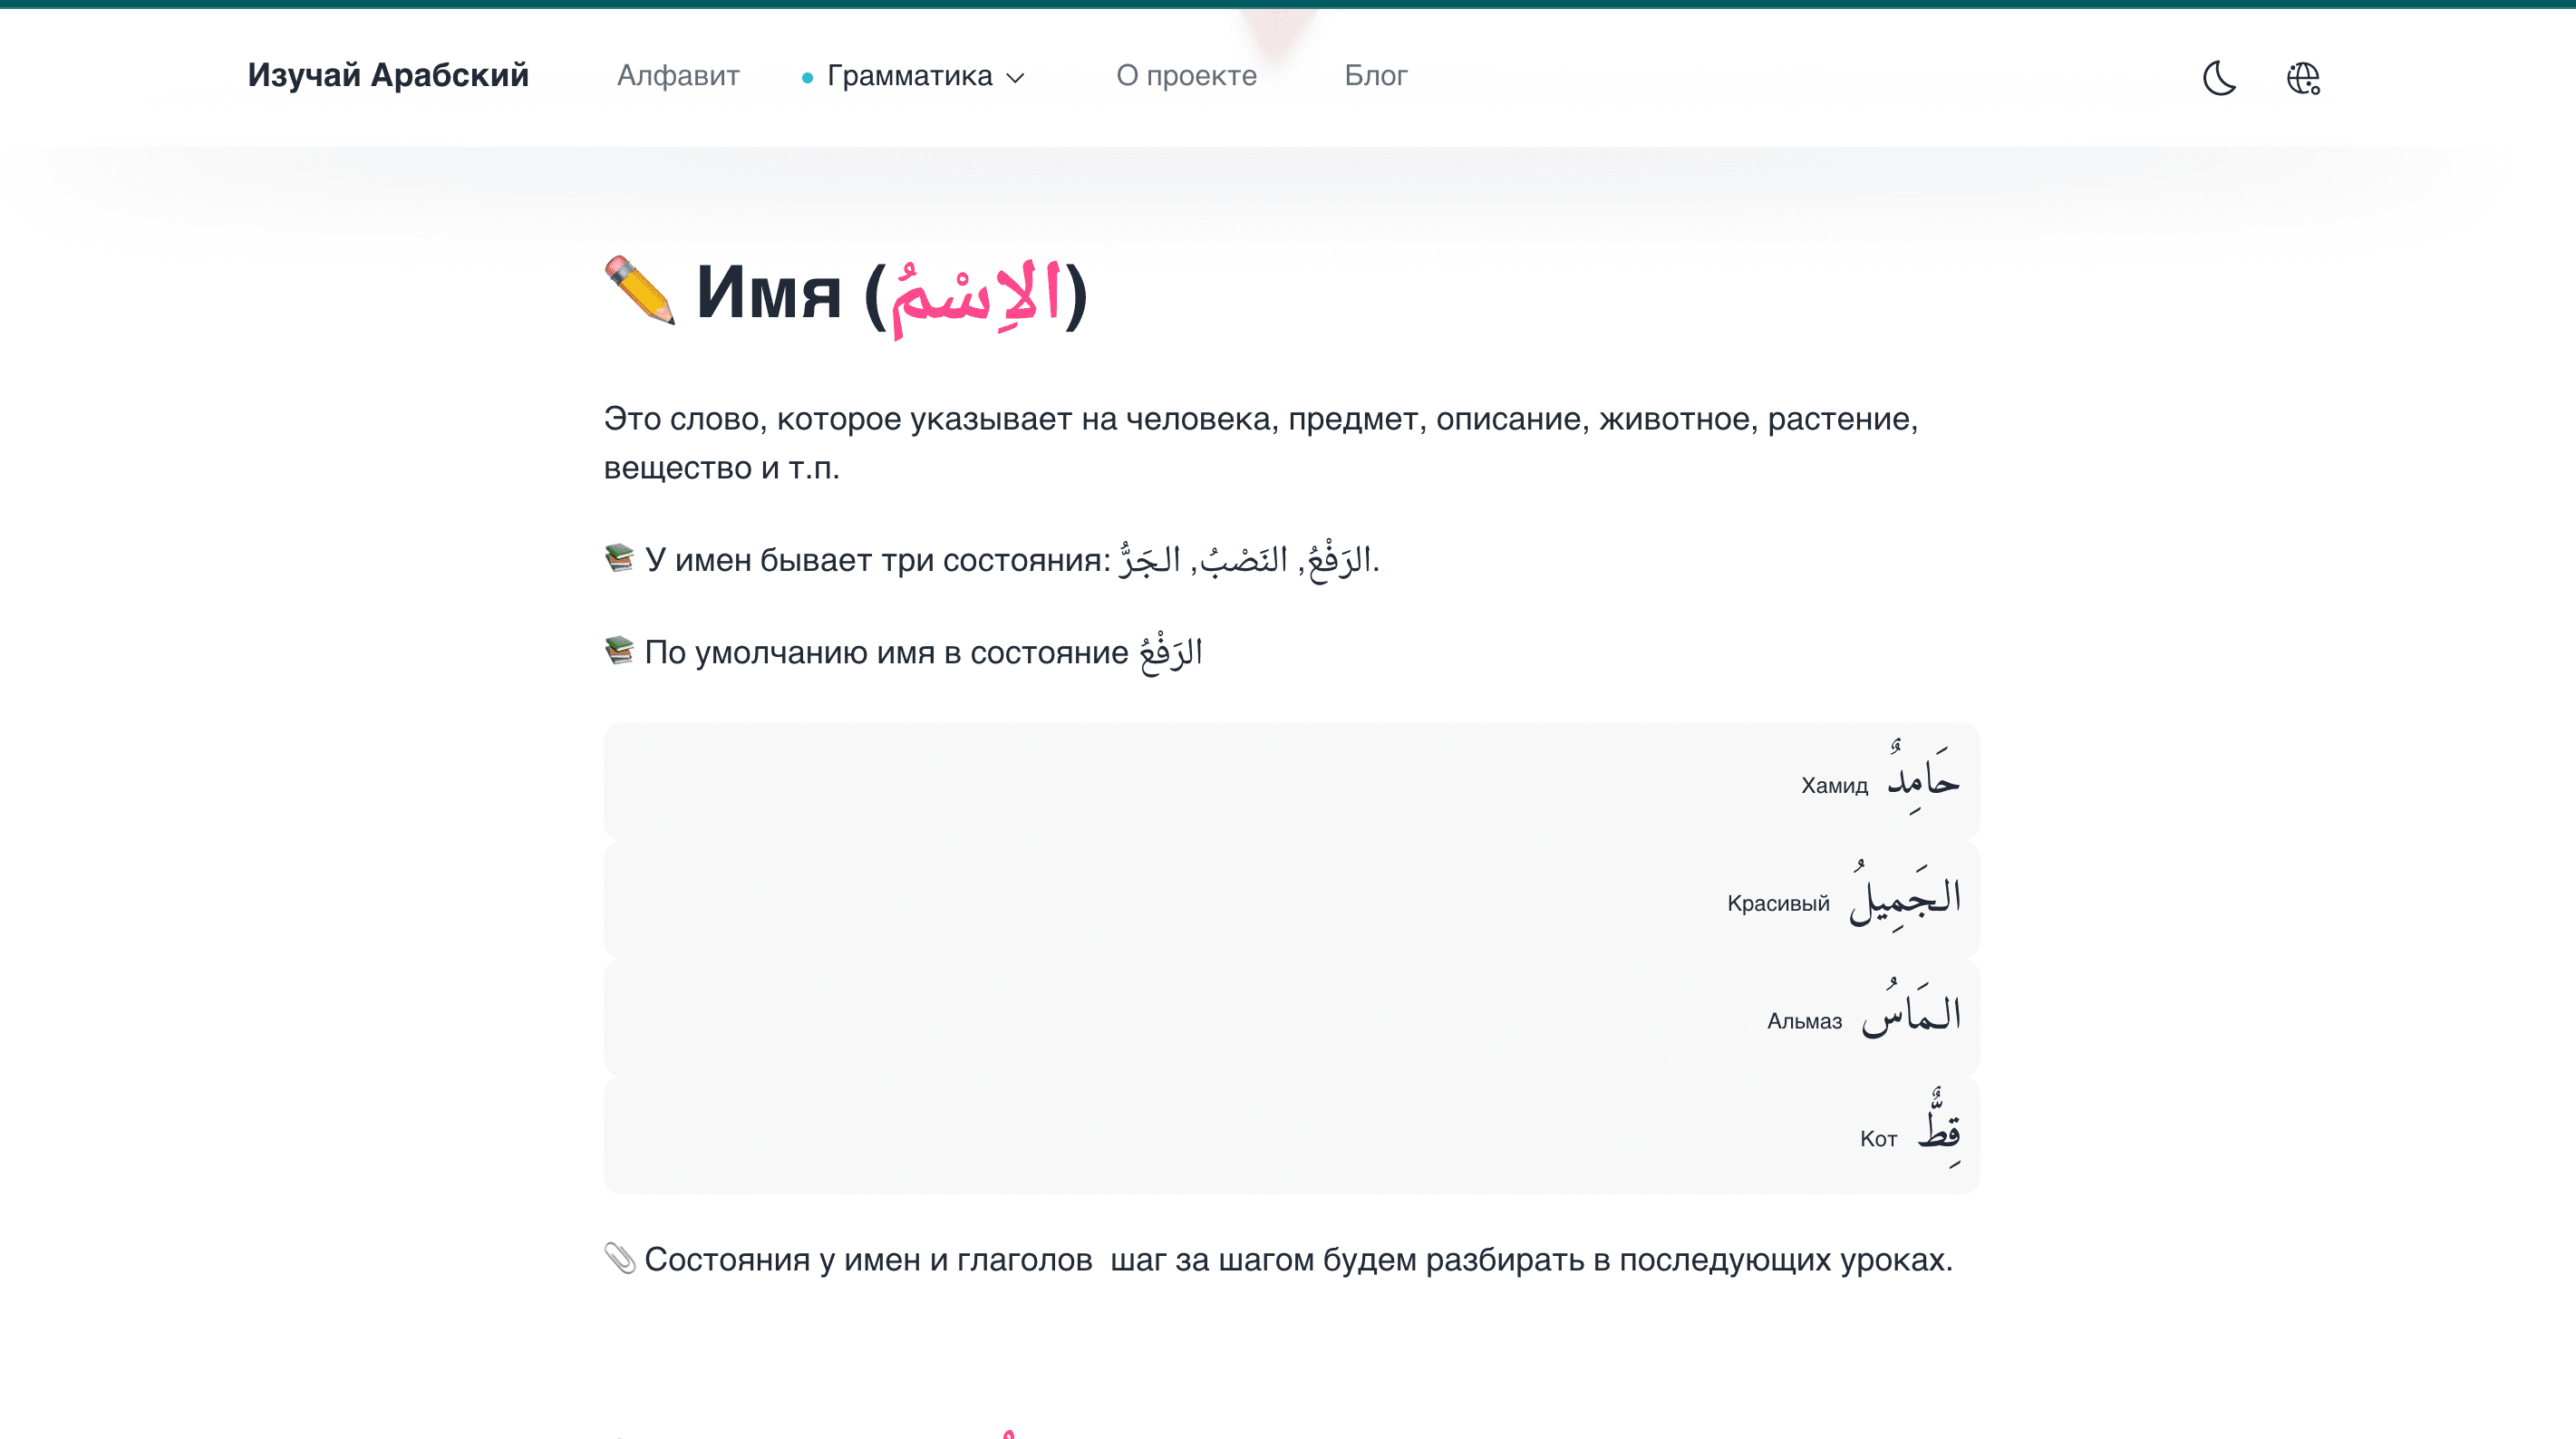 Изучай Арабский
Алфавит
Грамматика
О проекте
Блог
✏️ Имя (الاِسْمُ)
Это слово, которое указывает на человека, предмет, описание, животное, растение,
вещество и т.п.
📚 У имен бывает три состояния: الرَفْعُ, النَصْبُ, الجَرُّ.
📚 По умолчанию имя в состояние الرَفْعُ
حَامِدٌ Хамид
الجَمِيلُ Красивый
المَاسُ Альмаз
قِطٌّ Кот
📎 Состояния у имен и глаголов  шаг за шагом будем разбирать в последующих уроках.